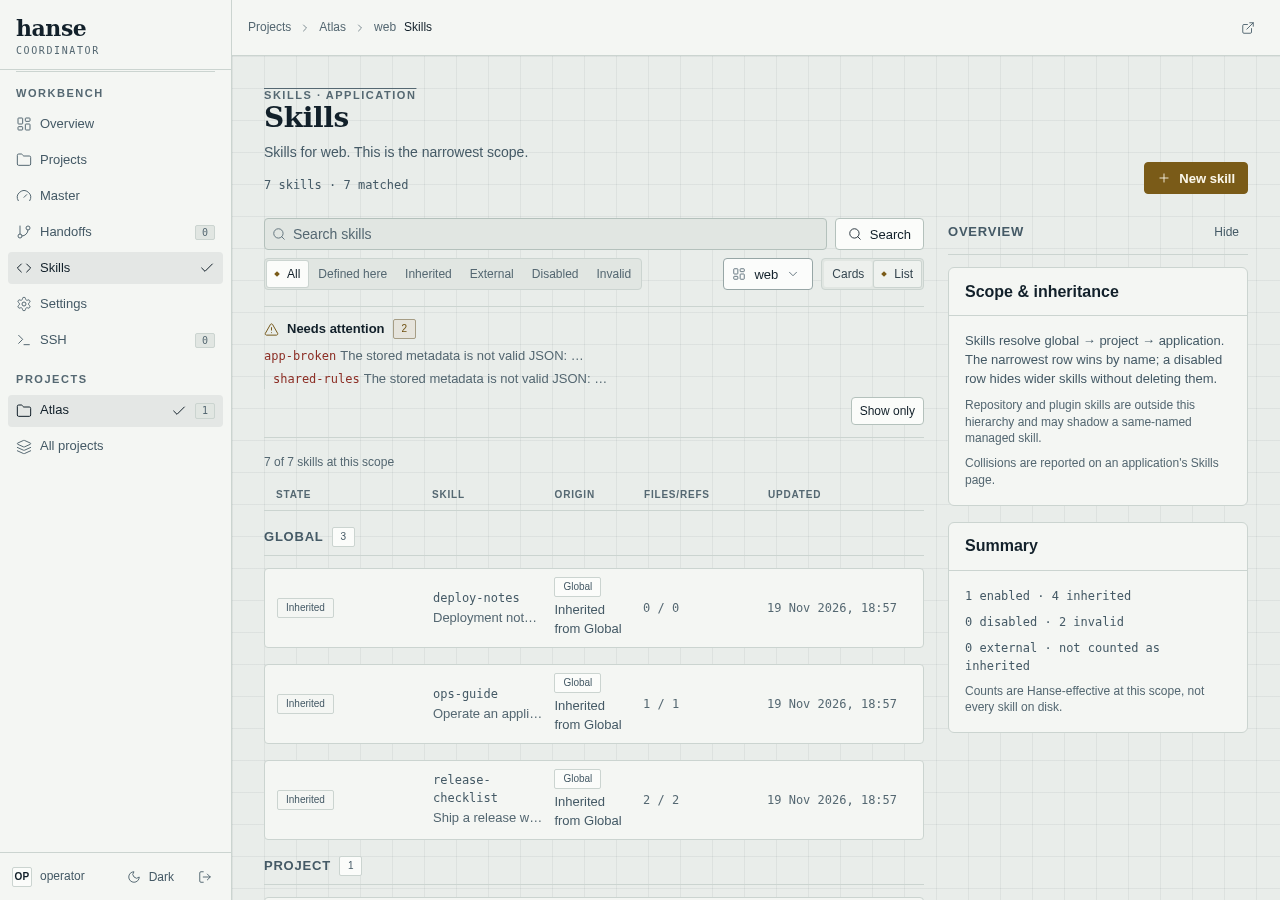 hanse
COORDINATOR
WORKBENCH
Overview
Projects
Master
Handoffs 0
Skills
Settings
SSH 0
PROJECTS
Atlas 1
All projects
OP operator Dark
Projects Atlas web Skills
SKILLS · APPLICATION
Skills
Skills for web. This is the narrowest scope.
7 skills · 7 matched
New skill
Search skills Search
All Defined here Inherited External Disabled Invalid web Cards List
Needs attention 2
app-broken The stored metadata is not valid JSON: …
shared-rules The stored metadata is not valid JSON: …
Show only
7 of 7 skills at this scope
STATE SKILL ORIGIN FILES/REFS UPDATED
GLOBAL 3
Inherited deploy-notes Deployment not… Global Inherited from Global 0 / 0 19 Nov 2026, 18:57
Inherited ops-guide Operate an appli… Global Inherited from Global 1 / 1 19 Nov 2026, 18:57
Inherited release-checklist Ship a release w… Global Inherited from Global 2 / 2 19 Nov 2026, 18:57
PROJECT 1
OVERVIEW Hide
Scope & inheritance
Skills resolve global → project → application.
The narrowest row wins by name; a disabled
row hides wider skills without deleting them.
Repository and plugin skills are outside this
hierarchy and may shadow a same-named
managed skill.
Collisions are reported on an application's Skills
page.
Summary
1 enabled · 4 inherited
0 disabled · 2 invalid
0 external · not counted as
inherited
Counts are Hanse-effective at this scope, not
every skill on disk.